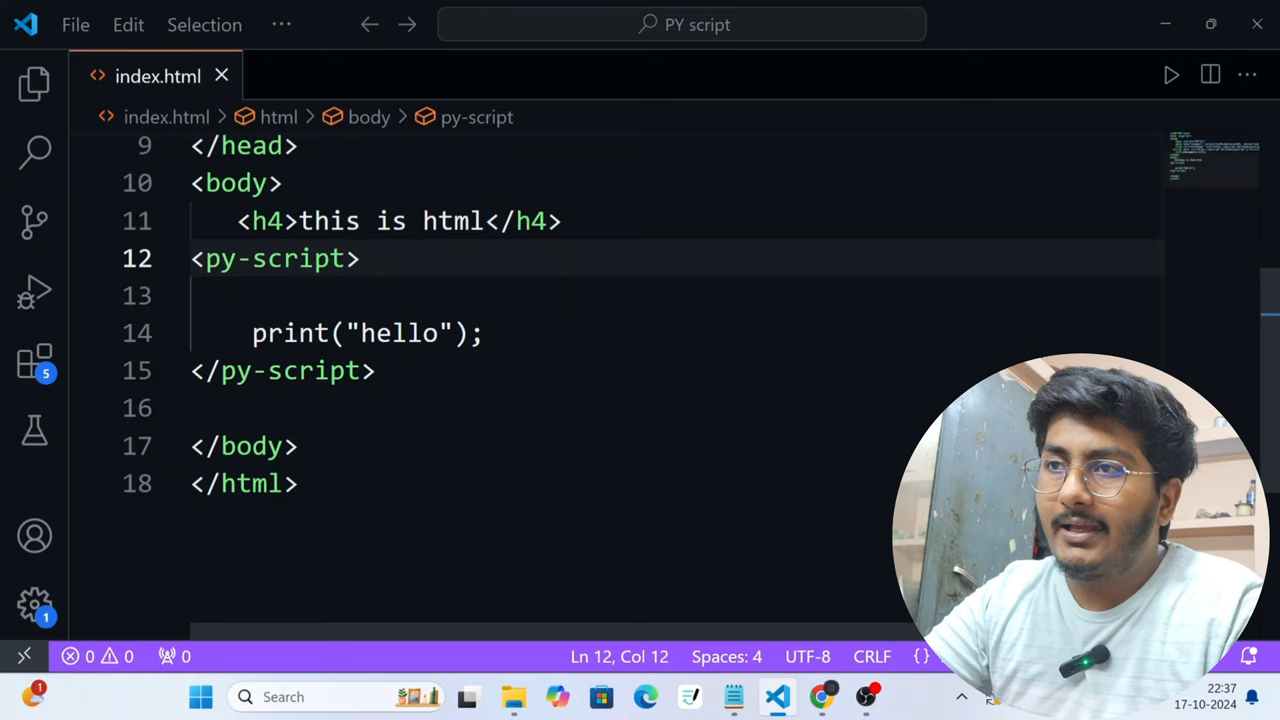 File Edit Selection ··· PY script
index.html
index.html > html > body > py-script
9 </head>
10 <body>
11 <h4>this is html</h4>
12 <py-script>
13
14 print("hello");
15 </py-script>
16
17 </body>
18 </html>
5
1
0 0 0 Ln 12, Col 12 Spaces: 4 UTF-8 CRLF {}
1 Search 22:37
17-10-2024